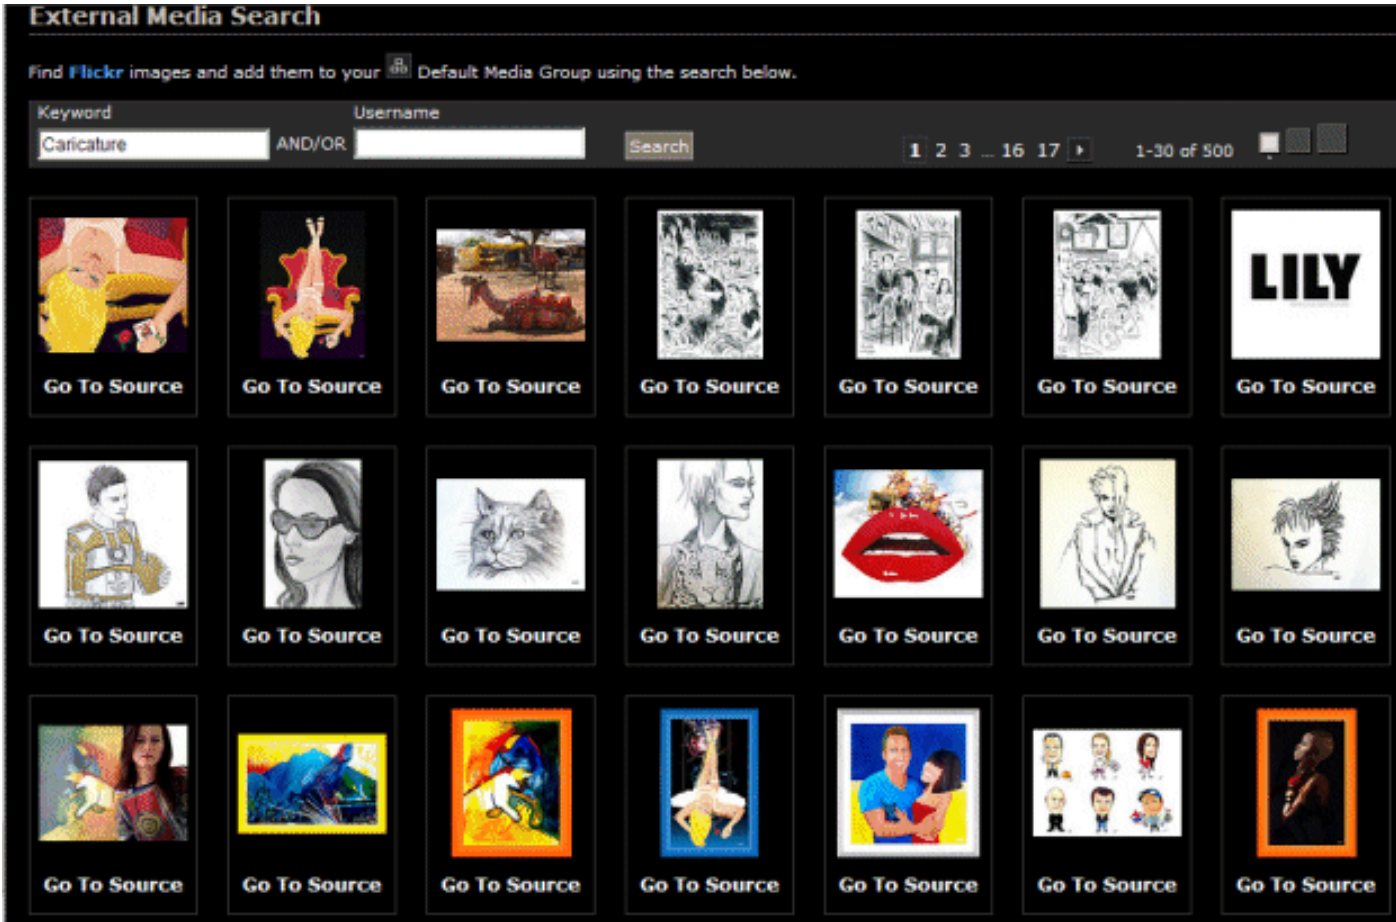 External Media Search
Find Flickr images and add them to your Default Media Group using the search below.
Keyword Username
Caricature AND/OR Search 1 2 3 ... 16 17 1-30 of 500
LILY
Go To Source Go To Source Go To Source Go To Source Go To Source Go To Source Go To Source
Go To Source Go To Source Go To Source Go To Source Go To Source Go To Source Go To Source
Go To Source Go To Source Go To Source Go To Source Go To Source Go To Source Go To Source